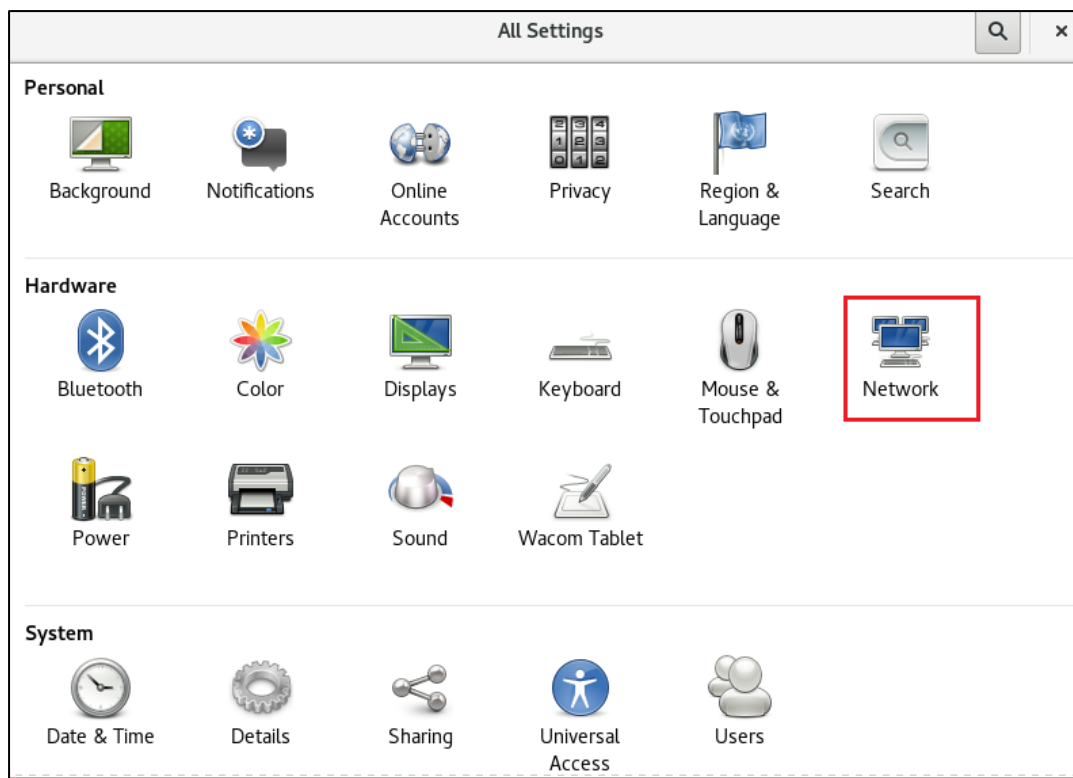 All Settings
Personal
Background
Notifications
Online
Accounts
Privacy
Region &
Language
Search
Hardware
Bluetooth
Color
Displays
Keyboard
Mouse &
Touchpad
Network
Power
Printers
Sound
Wacom Tablet
System
Date & Time
Details
Sharing
Universal
Access
Users